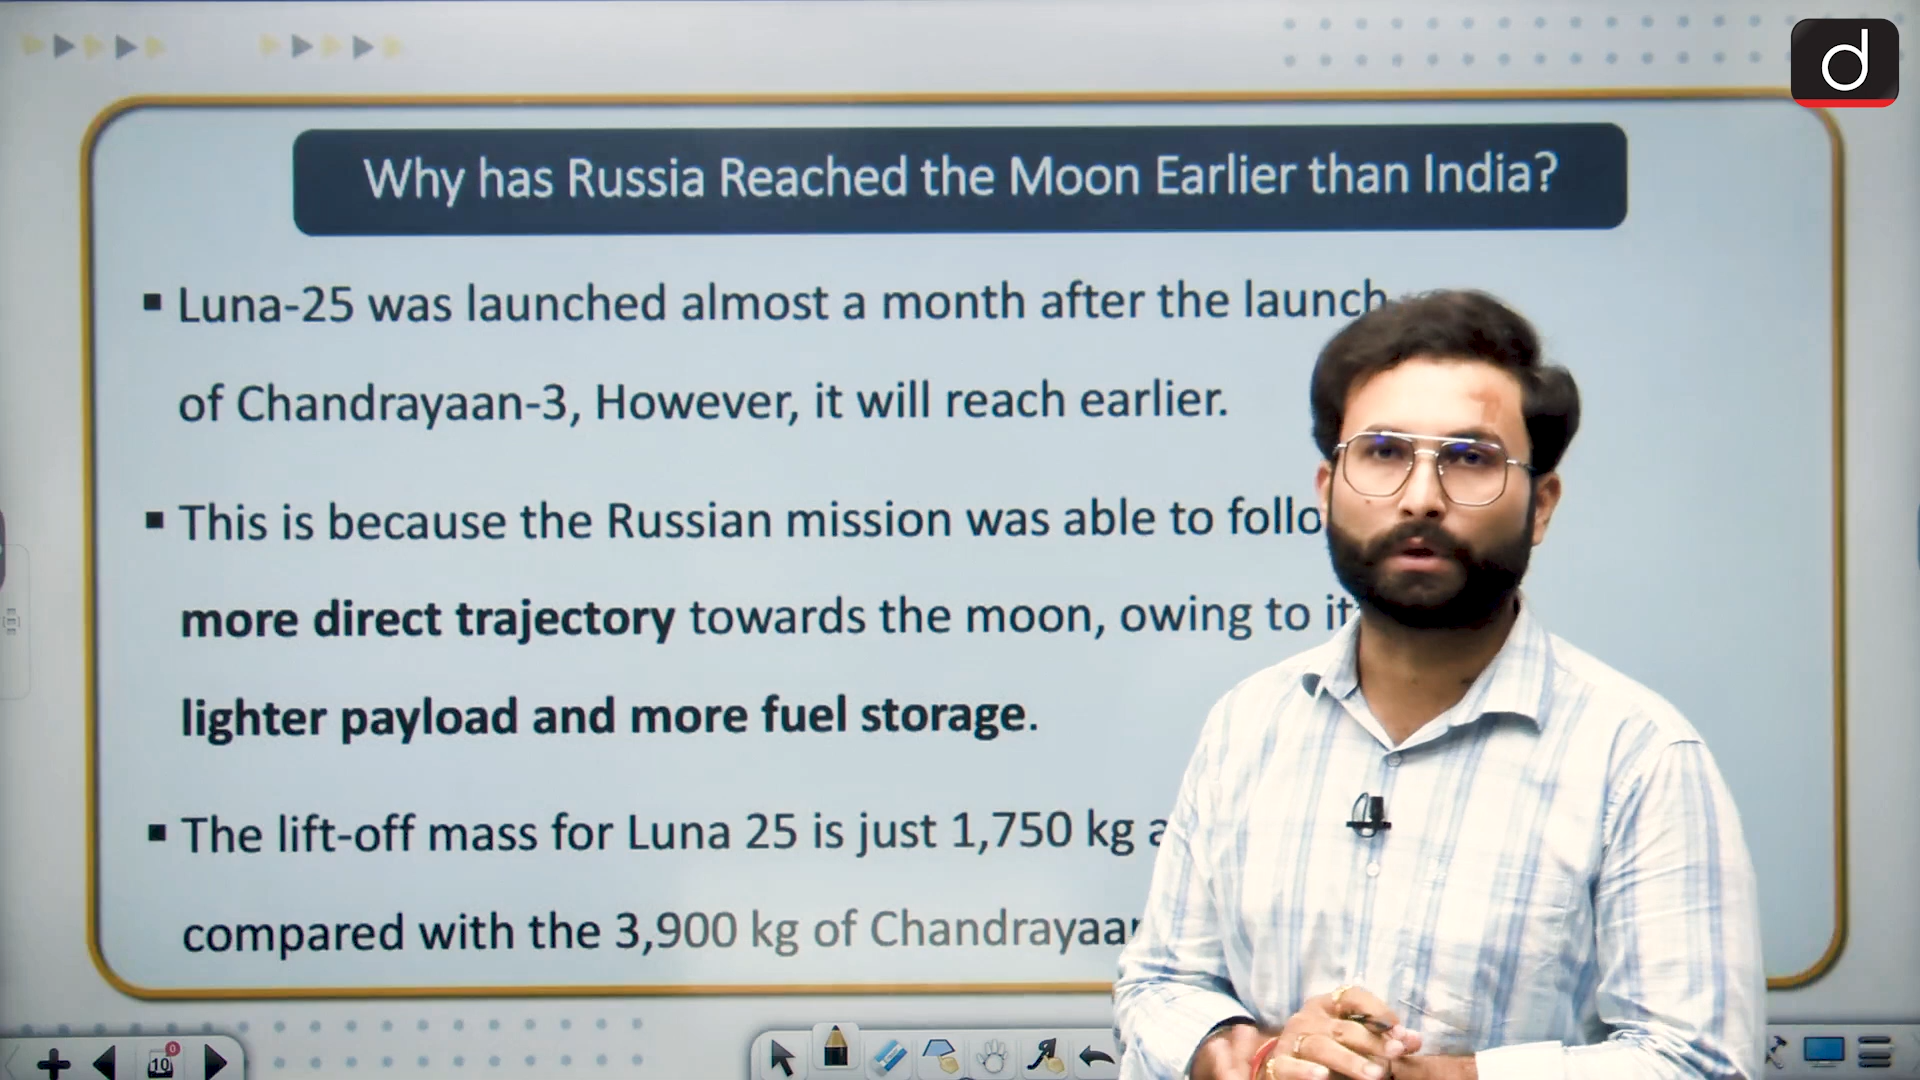 d
Why has Russia Reached the Moon Earlier than India?
▪ Luna-25 was launched almost a month after the launch
of Chandrayaan-3, However, it will reach earlier.
▪ This is because the Russian mission was able to
more direct trajectory towards the moon, owing to
lighter payload and more fuel storage.
▪ The lift-off mass for Luna 25 is just 1,750 kg
compared with the 3,900 kg of
10
0